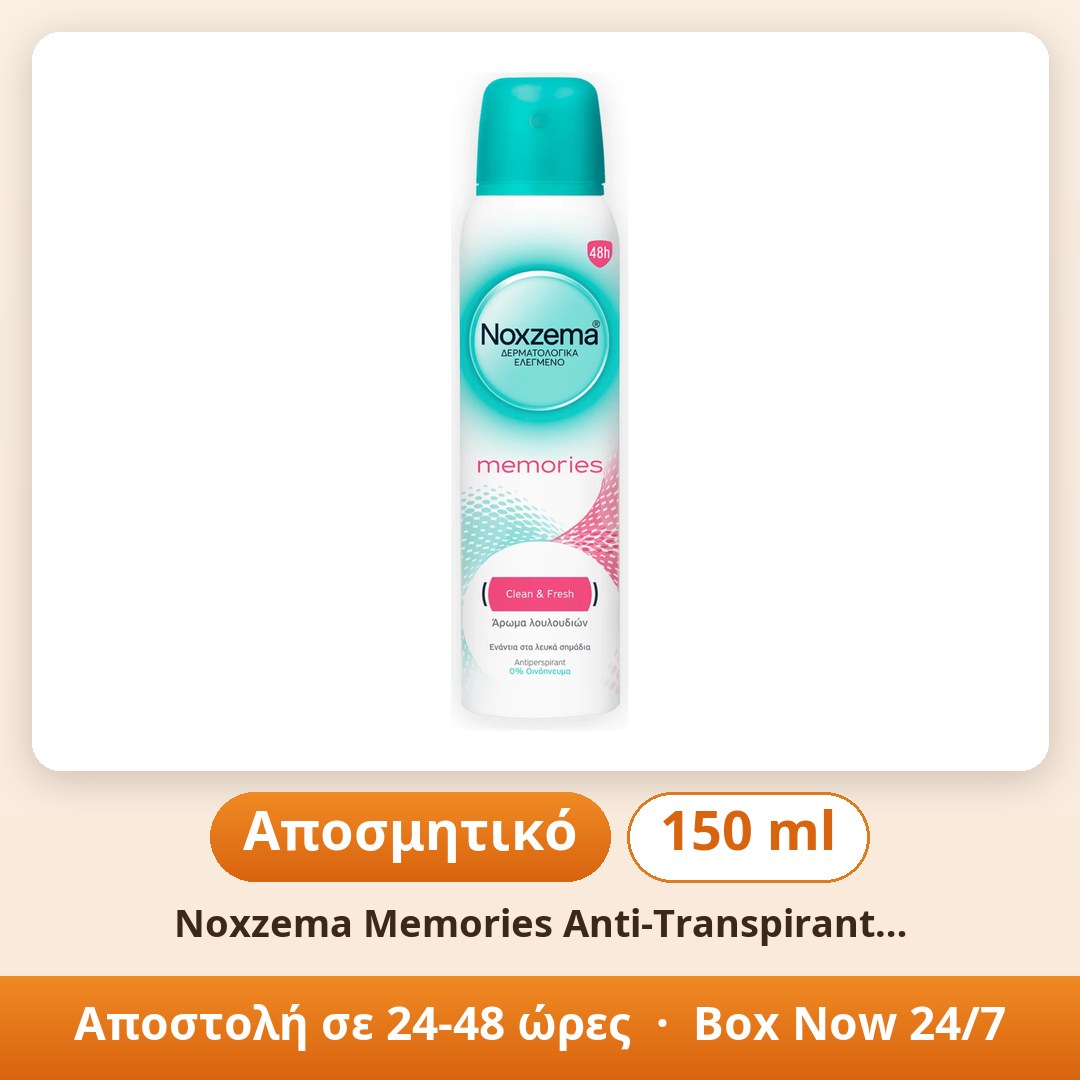 48h
Noxzema®
ΔΕΡΜΑΤΟΛΟΓΙΚΑ
ΕΛΕΓΜΕΝΟ
memories
(Clean & Fresh)
Άρωμα λουλουδιών
Ενάντια στα λευκά σημάδια
Antiperspirant
0% Οινόπνευμα
Αποσμητικό
150 ml
Noxzema Memories Anti-Transpirant...
Αποστολή σε 24-48 ώρες · Box Now 24/7